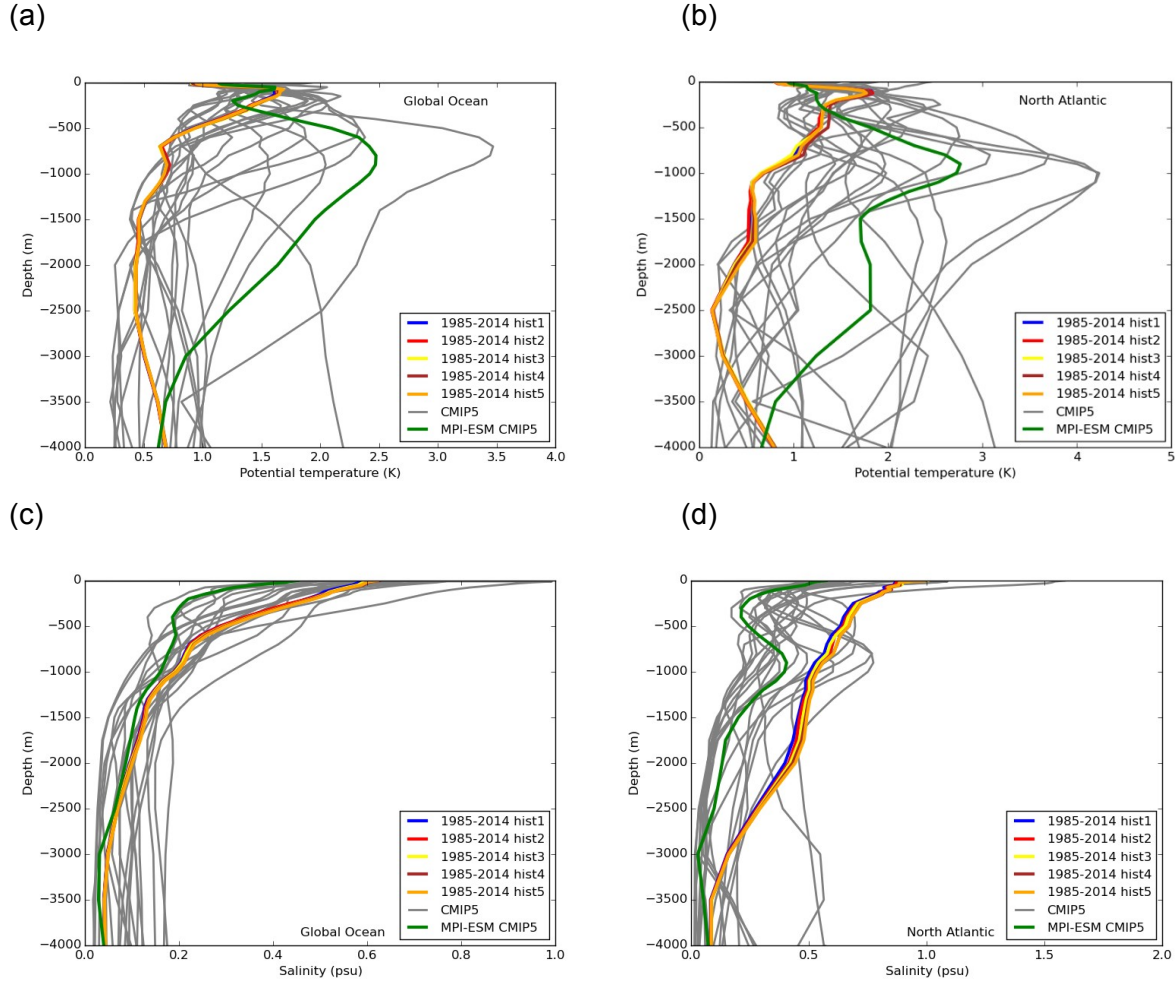 (a)
(b)
0
−500
−1000
−1500
−2000
−2500
−3000
−3500
−4000
Depth (m)
Global Ocean
1985-2014 hist1
1985-2014 hist2
1985-2014 hist3
1985-2014 hist4
1985-2014 hist5
CMIP5
MPI-ESM CMIP5
0.0 0.5 1.0 1.5 2.0 2.5 3.0 3.5 4.0
Potential temperature (K)
0
−500
−1000
−1500
−2000
−2500
−3000
−3500
−4000
Depth (m)
North Atlantic
1985-2014 hist1
1985-2014 hist2
1985-2014 hist3
1985-2014 hist4
1985-2014 hist5
CMIP5
MPI-ESM CMIP5
0 1 2 3 4 5
Potential temperature (K)
(c)
(d)
0
−500
−1000
−1500
−2000
−2500
−3000
−3500
−4000
Depth (m)
1985-2014 hist1
1985-2014 hist2
1985-2014 hist3
1985-2014 hist4
1985-2014 hist5
CMIP5
MPI-ESM CMIP5
Global Ocean
0.0 0.2 0.4 0.6 0.8 1.0
Salinity (psu)
0
−500
−1000
−1500
−2000
−2500
−3000
−3500
−4000
Depth (m)
1985-2014 hist1
1985-2014 hist2
1985-2014 hist3
1985-2014 hist4
1985-2014 hist5
CMIP5
MPI-ESM CMIP5
North Atlantic
0.0 0.5 1.0 1.5 2.0
Salinity (psu)